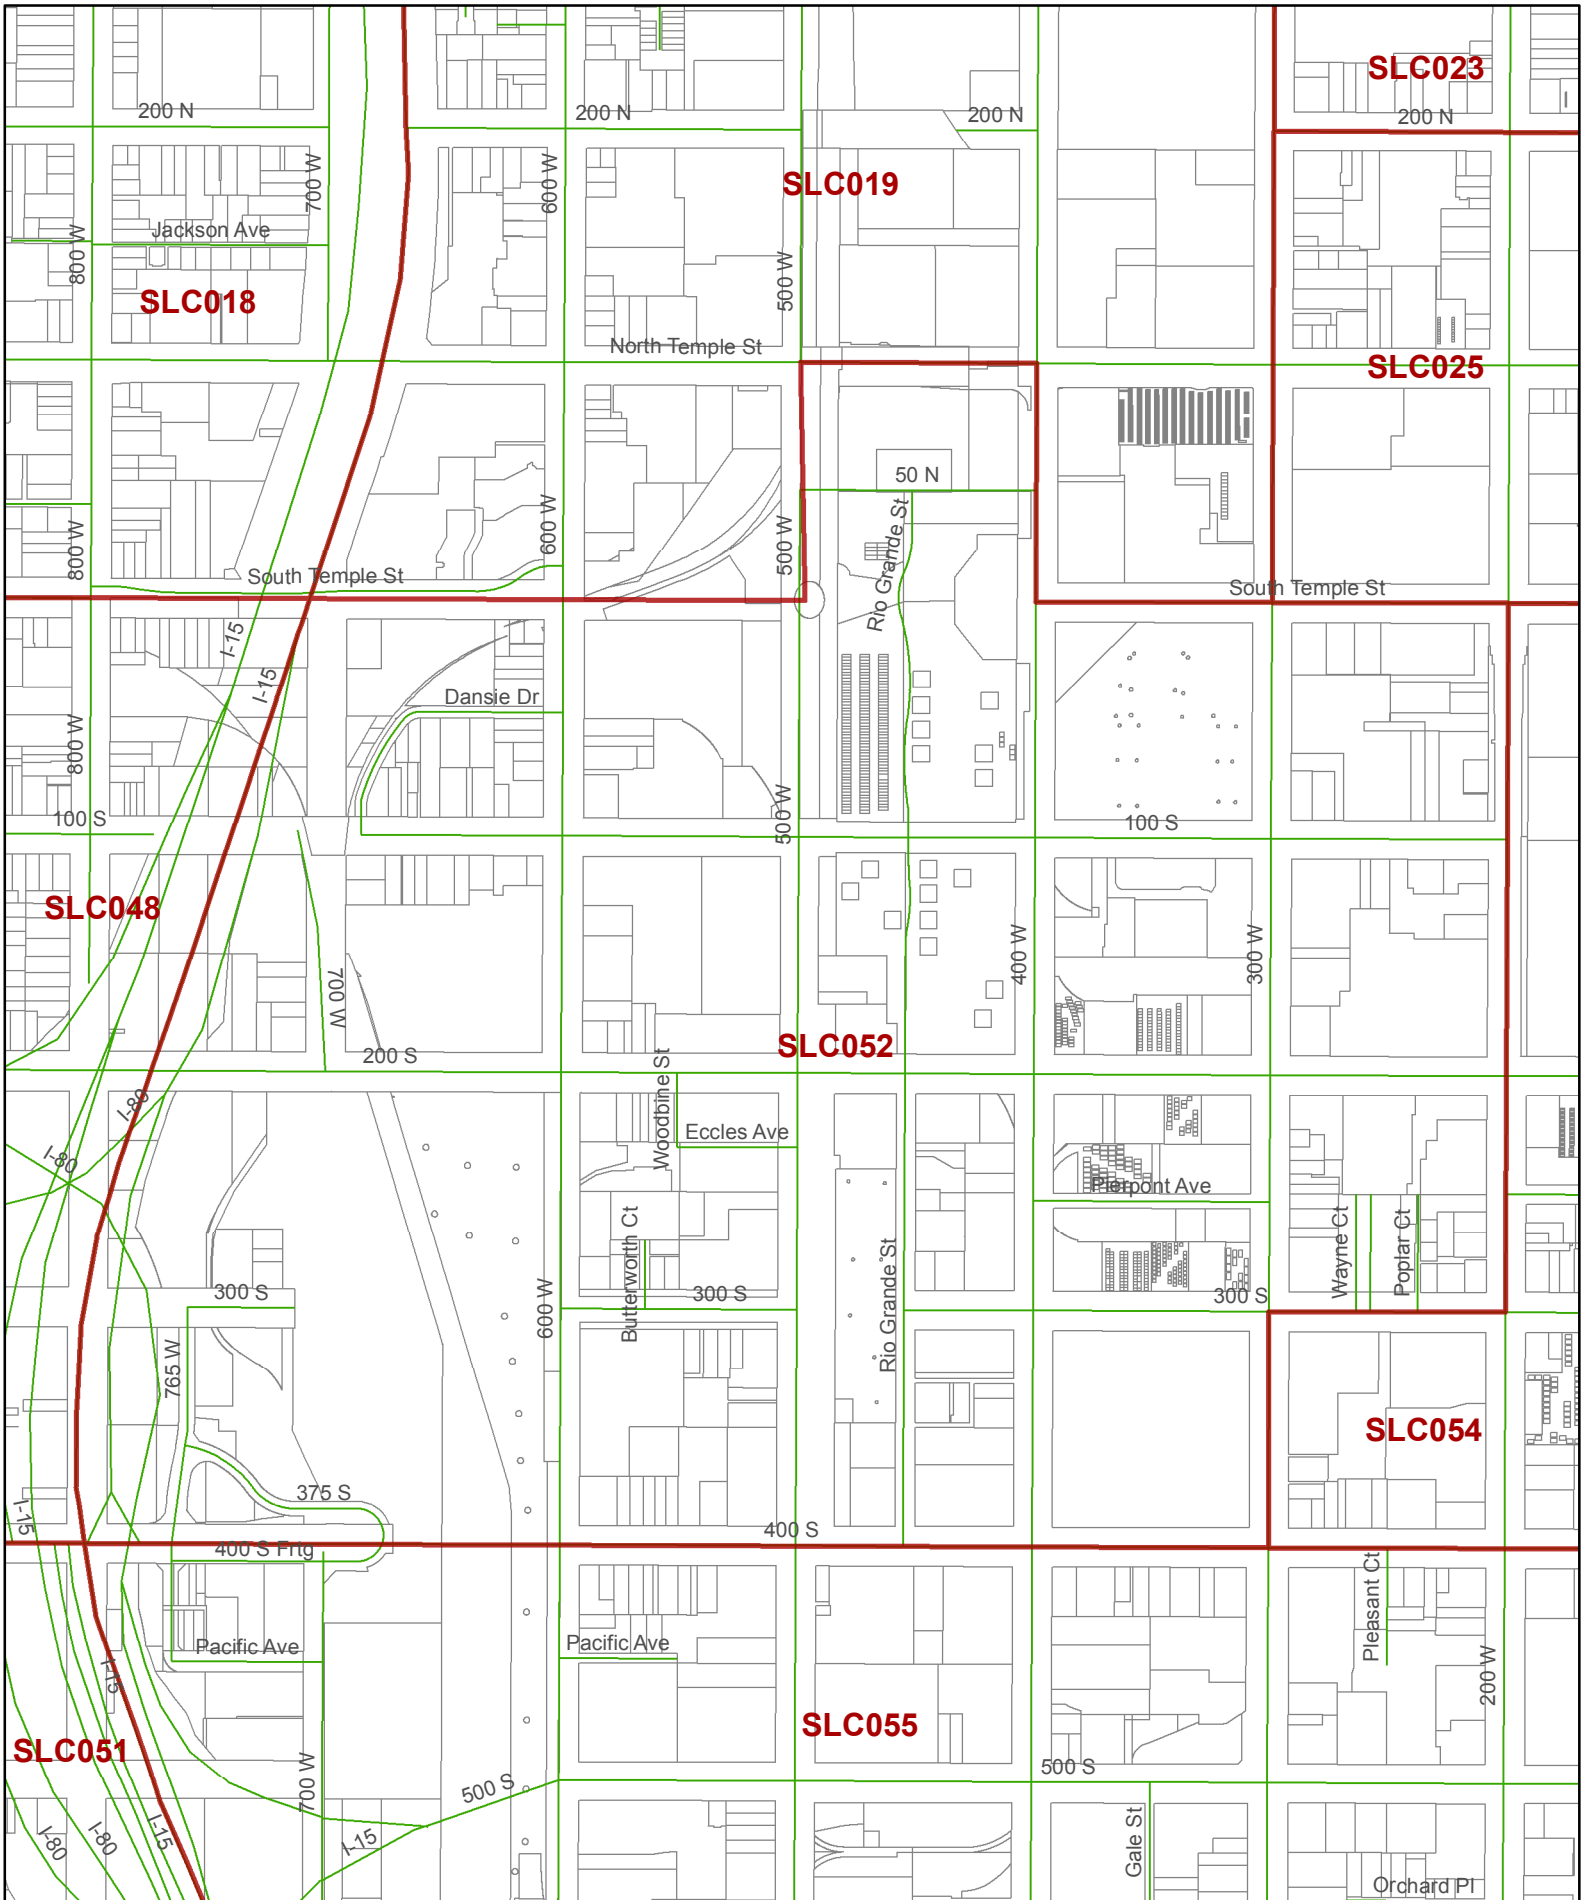 SLC023
200 N
200 N
200 N
200 N
700 W
600 W
SLC019
Jackson Ave
800 W
500 W
SLC018
North Temple St
SLC025
50 N
Rio Grande St
600 W
500 W
800 W
South Temple St
South Temple St
I-15
I-15
Dansie Dr
800 W
500 W
100 S
100 S
SLC048
400 W
300 W
700 W
SLC052
200 S
Woodbine St
I-80
Eccles Ave
I-80
Pierpont Ave
Butterworth Ct
Wayne Ct
Poplar Ct
300 S
300 S
300 S
600 W
Rio Grande St
765 W
SLC054
375 S
I-15
400 S
400 S Frtg
Pleasant Ct
Pacific Ave
Pacific Ave
I-15
200 W
SLC055
SLC051
500 S
700 W
500 S
I-80
I-80
I-15
I-15
Gale St
Orchard Pl